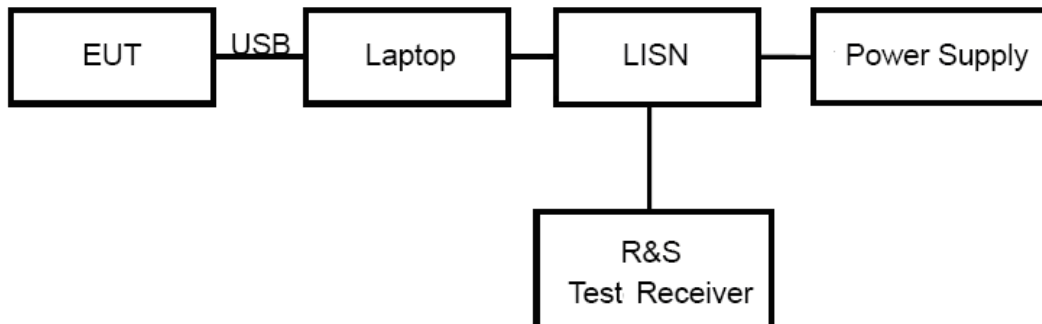 EUT
USB
Laptop
LISN
Power Supply
R&S
Test Receiver